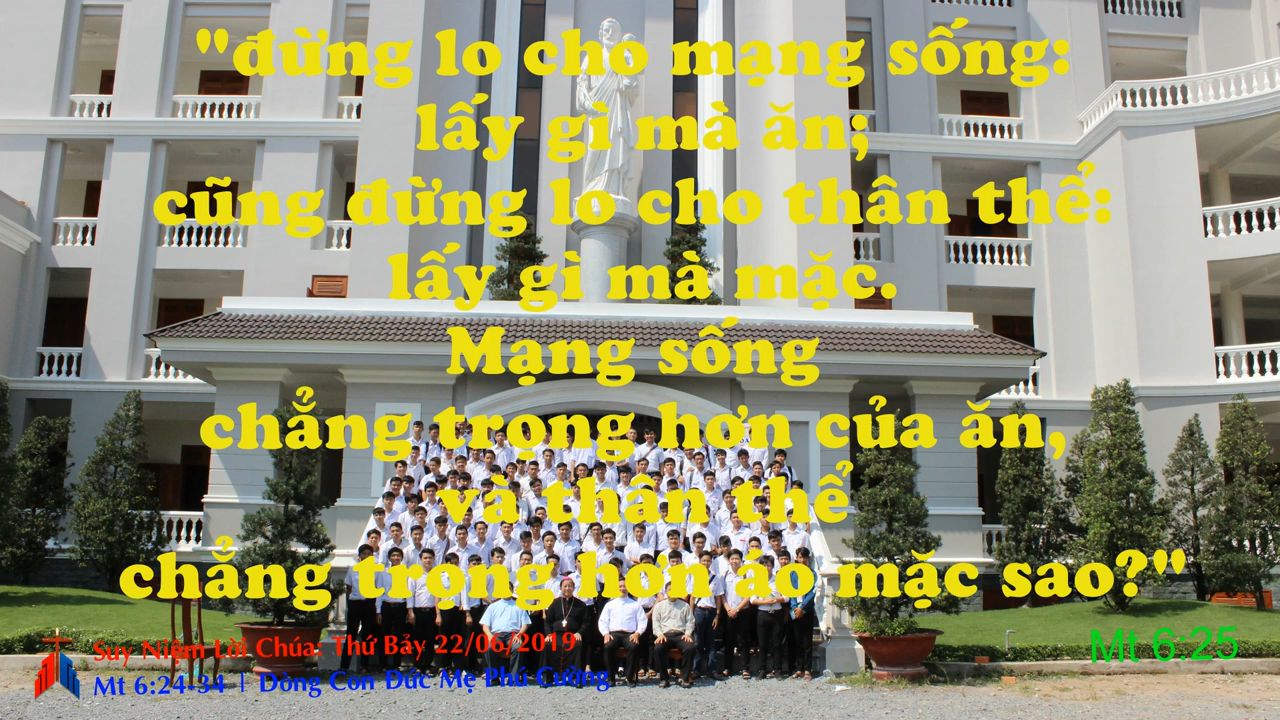 "đừng lo cho mạng sống:
lấy gì mà ăn;
cũng đừng lo cho thân thể:
lấy gì mà mặc.
Mạng sống
chẳng trọng hơn của ăn,
và thân thể
chẳng trọng hơn áo mặc sao?"
Mt 6:25
Suy Niệm Lời Chúa: Thứ Bảy 22/06/2019
Mt 6:24-34 | Dòng Con Đức Mẹ Phú Cường